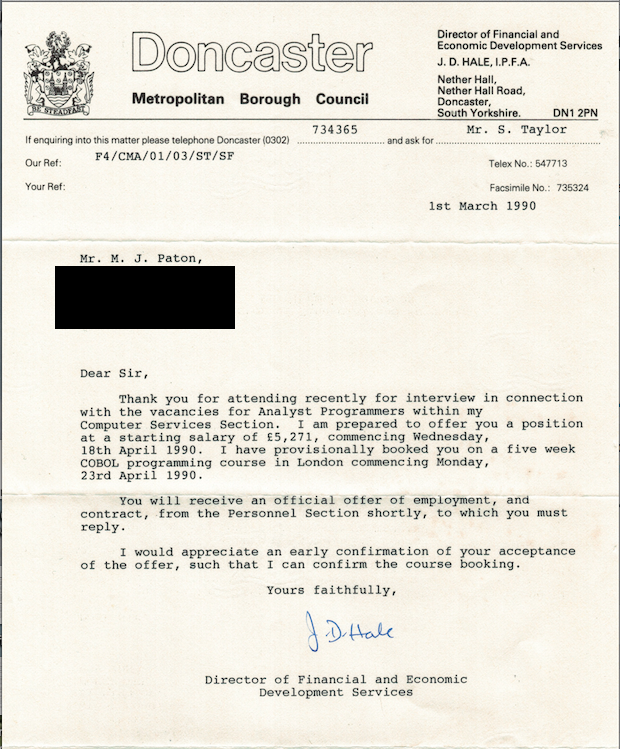 Doncaster
Metropolitan Borough Council
BE STEADFAST
Director of Financial and
Economic Development Services
J. D. HALE, I.P.F.A.
Nether Hall,
Nether Hall Road,
Doncaster,
South Yorkshire. DN1 2PN
If enquiring into this matter please telephone Doncaster (0302) 734365 and ask for Mr. S. Taylor
Our Ref: F4/CMA/01/03/ST/SF
Telex No.: 547713
Your Ref:
Facsimile No.: 735324
1st March 1990
Mr. M. J. Paton,
Dear Sir,
Thank you for attending recently for interview in connection
with the vacancies for Analyst Programmers within my
Computer Services Section. I am prepared to offer you a position
at a starting salary of £5,271, commencing Wednesday,
18th April 1990. I have provisionally booked you on a five week
COBOL programming course in London commencing Monday,
23rd April 1990.
You will receive an official offer of employment, and
contract, from the Personnel Section shortly, to which you must
reply.
I would appreciate an early confirmation of your acceptance
of the offer, such that I can confirm the course booking.
Yours faithfully,
J D Hale
Director of Financial and Economic
Development Services